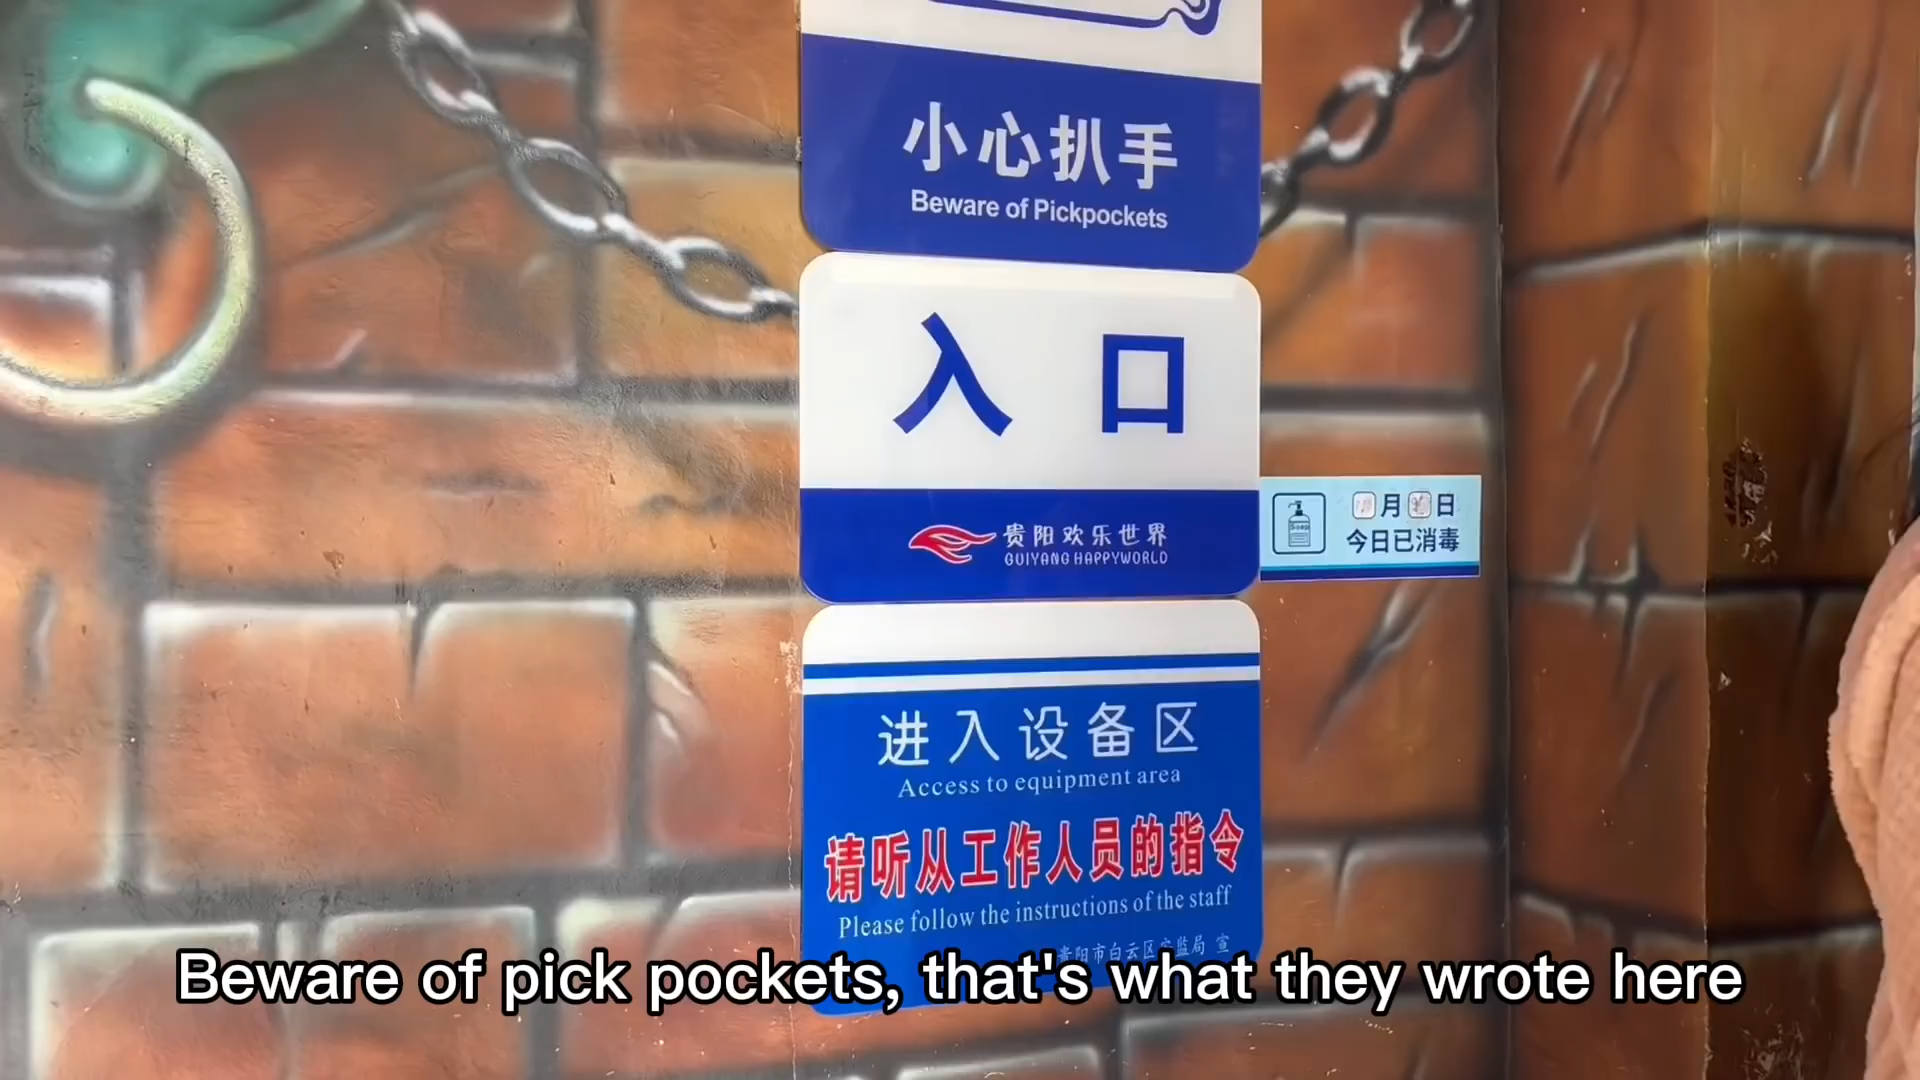 小心扒手
Beware of Pickpockets
入口
贵阳欢乐世界
GUIYANG HAPPYWORLD
Soap
月 日
今日已消毒
进入设备区
Access to equipment area
请听从工作人员的指令
Please follow the instructions of the staff
贵阳市白云区安监局 宣
Beware of pick pockets, that's what they wrote here